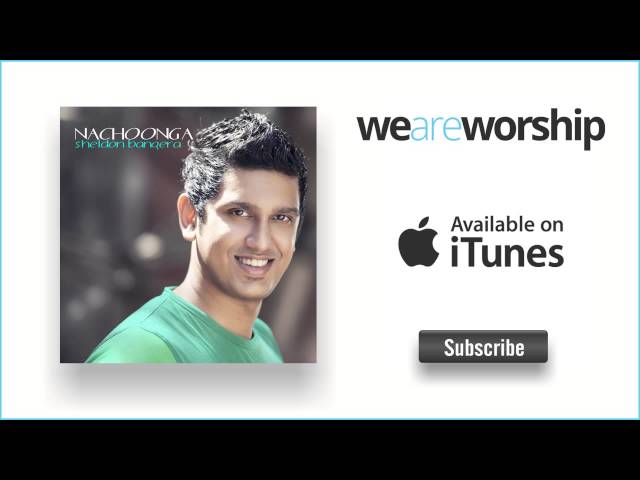 NACHOONGA
sheldon bangera
weareworship
Available on
iTunes
Subscribe